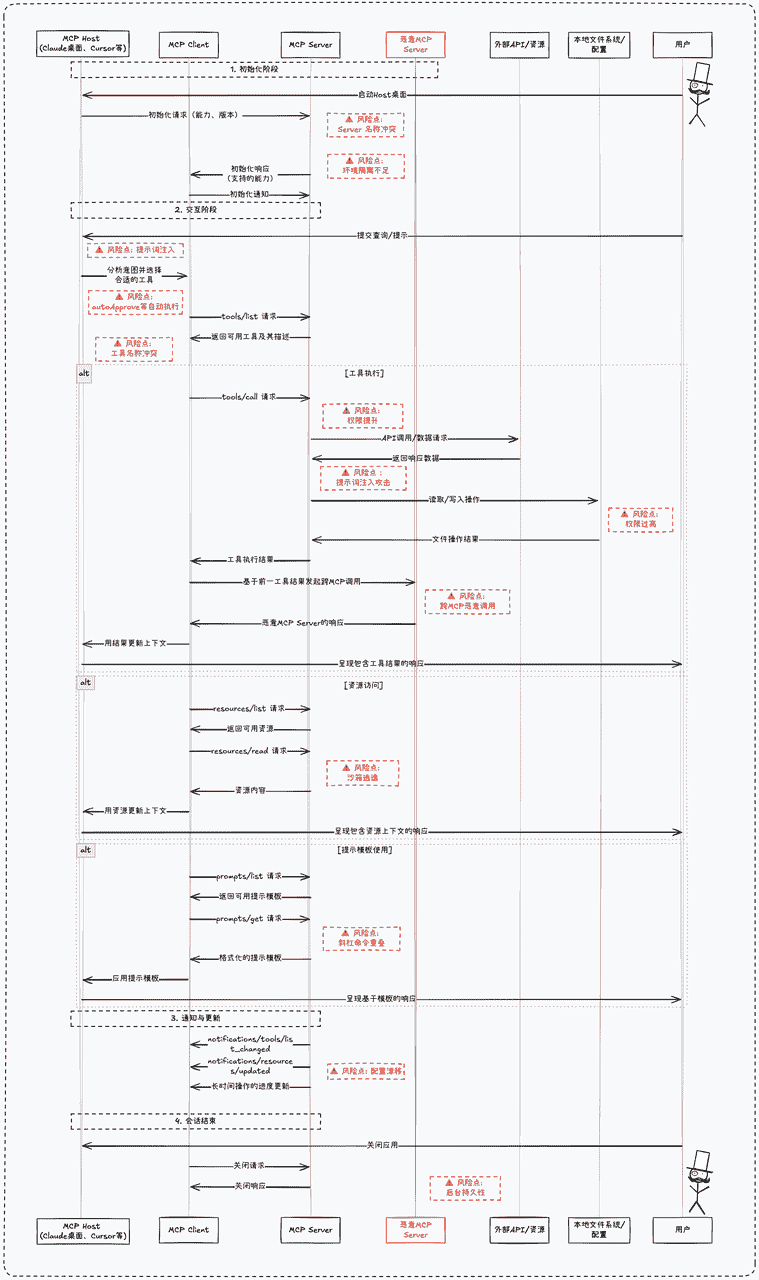 MCP Host
(Claude桌面、Cursor等)
MCP Client
MCP Server
恶意MCP
Server
外部API/资源
本地文件系统/
配置
用户
1. 初始化阶段
启动Host桌面
初始化请求 (能力、版本)
⚠ 风险点:
Server 名称冲突
⚠ 风险点:
环境隔离不足
初始化响应
(支持的能力)
初始化通知
2. 交互阶段
提交查询/提示
⚠ 风险点: 提示词注入
分析意图并选择
合适的工具
⚠ 风险点:
autoApprove等自动执行
tools/list 请求
返回可用工具及其描述
⚠ 风险点:
工具名称冲突
alt
[工具执行]
tools/call 请求
⚠ 风险点:
权限提升
API调用/数据请求
返回响应数据
⚠ 风险点 :
提示词注入攻击
读取/写入操作
⚠ 风险点:
权限过高
文件操作结果
工具执行结果
基于前一工具结果发起跨MCP调用
⚠ 风险点:
跨MCP恶意调用
恶意MCP Server的响应
用结果更新上下文
呈现包含工具结果的响应
alt
[资源访问]
resources/list 请求
返回可用资源
resources/read 请求
⚠ 风险点:
沙箱逃逸
资源内容
用资源更新上下文
呈现包含资源上下文的响应
alt
[提示模板使用]
prompts/list 请求
返回可用提示模板
prompts/get 请求
⚠ 风险点:
斜杠命令重叠
格式化的提示模板
应用提示模板
呈现基于模板的响应
3. 通知与更新
notifications/tools/lis
t_changed
notifications/resource
s/updated
⚠ 风险点: 配置漂移
长时间操作的进度更新
4. 会话结束
关闭应用
关闭请求
⚠ 风险点:
后台持久性
关闭响应
MCP Host
(Claude桌面、Cursor等)
MCP Client
MCP Server
恶意MCP
Server
外部API/资源
本地文件系统/
配置
用户